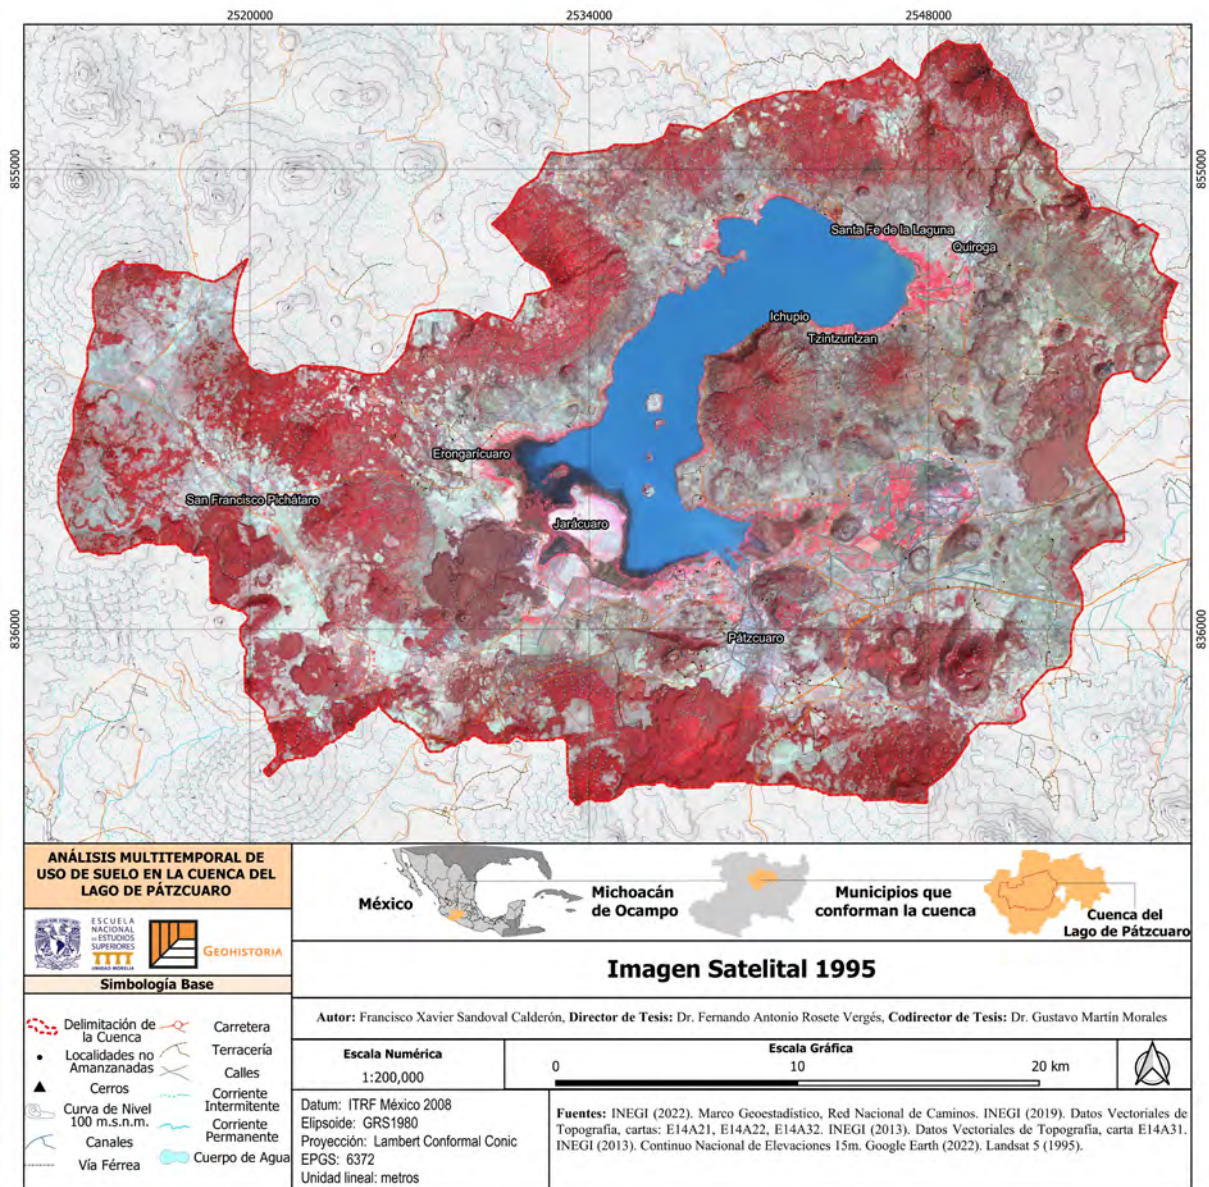 2520000 2534000 2548000
855000 855000
Santa Fe de la Laguna
Quiroga
Ichupio
Tzintzuntzan
Erongarícuaro
San Francisco Pichátaro
Jarácuaro
836000 836000
Pátzcuaro
ANÁLISIS MULTITEMPORAL DE
USO DE SUELO EN LA CUENCA DEL
LAGO DE PÁTZCUARO
ESCUELA
NACIONAL
DE ESTUDIOS
SUPERIORES
UNIDAD MORELIA
GEOHISTORIA
México
Michoacán
de Ocampo
Municipios que
conforman la cuenca
Cuenca del
Lago de Pátzcuaro
Imagen Satelital 1995
Autor: Francisco Xavier Sandoval Calderón, Director de Tesis: Dr. Fernando Antonio Rosete Vergés, Codirector de Tesis: Dr. Gustavo Martín Morales
Simbología Base
Delimitación de
la Cuenca
Localidades no
Amanzanadas
Cerros
Curva de Nivel
100 m.s.n.m.
Canales
Vía Férrea
Carretera
Terracería
Calles
Corriente
Intermitente
Corriente
Permanente
Cuerpo de Agua
Escala Numérica
1:200,000
Escala Gráfica
0 10 20 km
Datum: ITRF México 2008
Elipsoide: GRS1980
Proyección: Lambert Conformal Conic
EPGS: 6372
Unidad lineal: metros
Fuentes: INEGI (2022). Marco Geoestadístico, Red Nacional de Caminos. INEGI (2019). Datos Vectoriales de
Topografía, cartas: E14A21, E14A22, E14A32. INEGI (2013). Datos Vectoriales de Topografía, carta E14A31.
INEGI (2013). Continuo Nacional de Elevaciones 15m. Google Earth (2022). Landsat 5 (1995).